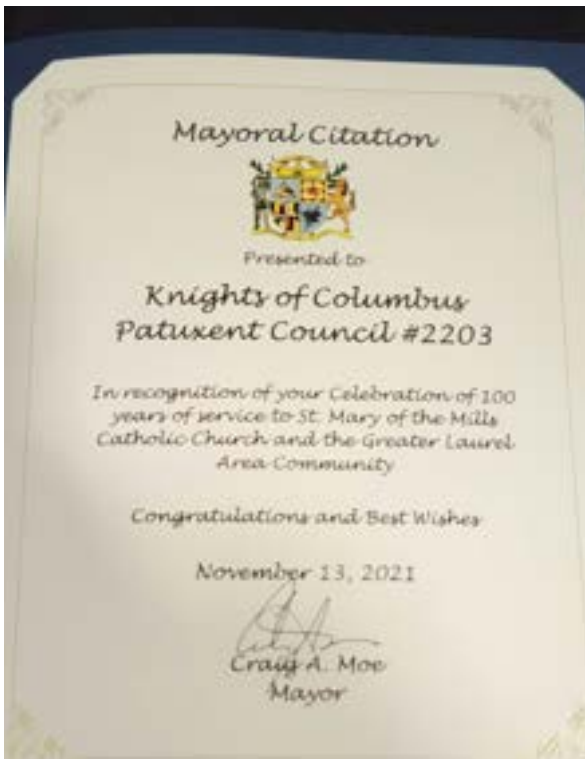 Mayoral Citation
Presented to
Knights of Columbus
Patuxent Council #2203
In recognition of your Celebration of 100
years of service to St. Mary of the Mills
Catholic Church and the Greater Laurel
Area Community
Congratulations and Best Wishes
November 13, 2021
Craig A. Moe
Mayor